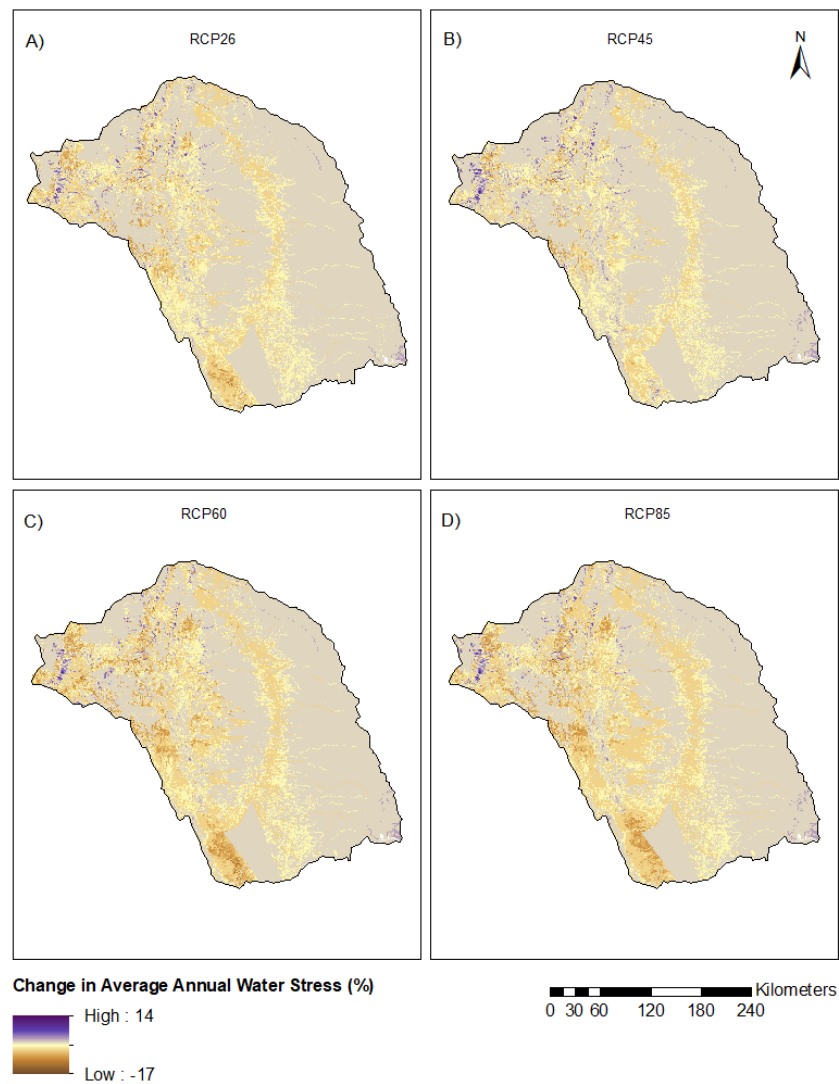 A)
RCP26
B)
RCP45
N
C)
RCP60
D)
RCP85
Change in Average Annual Water Stress (%)
High : 14
Low : -17
Kilometers
0 30 60 120 180 240